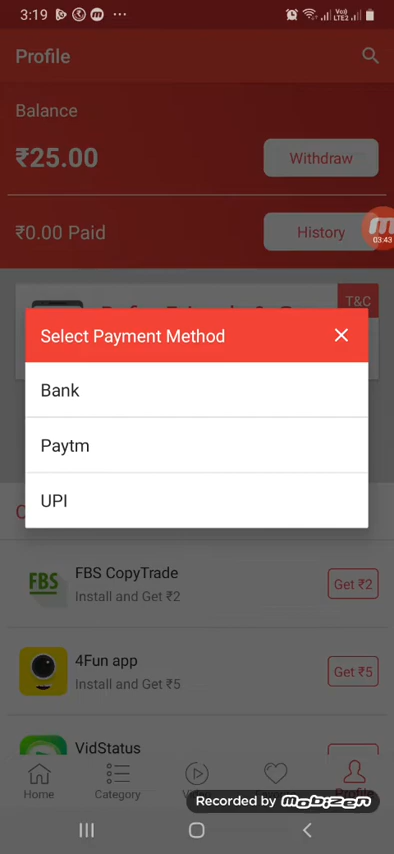 3:19
Profile
Balance
₹25.00
Withdraw
₹0.00 Paid
History
03:43
T&C
Select Payment Method
Bank
Paytm
UPI
FBS
FBS CopyTrade
Install and Get ₹2
Get ₹2
4Fun app
Install and Get ₹5
Get ₹5
VidStatus
Home
Category
Profile
Recorded by mobizen